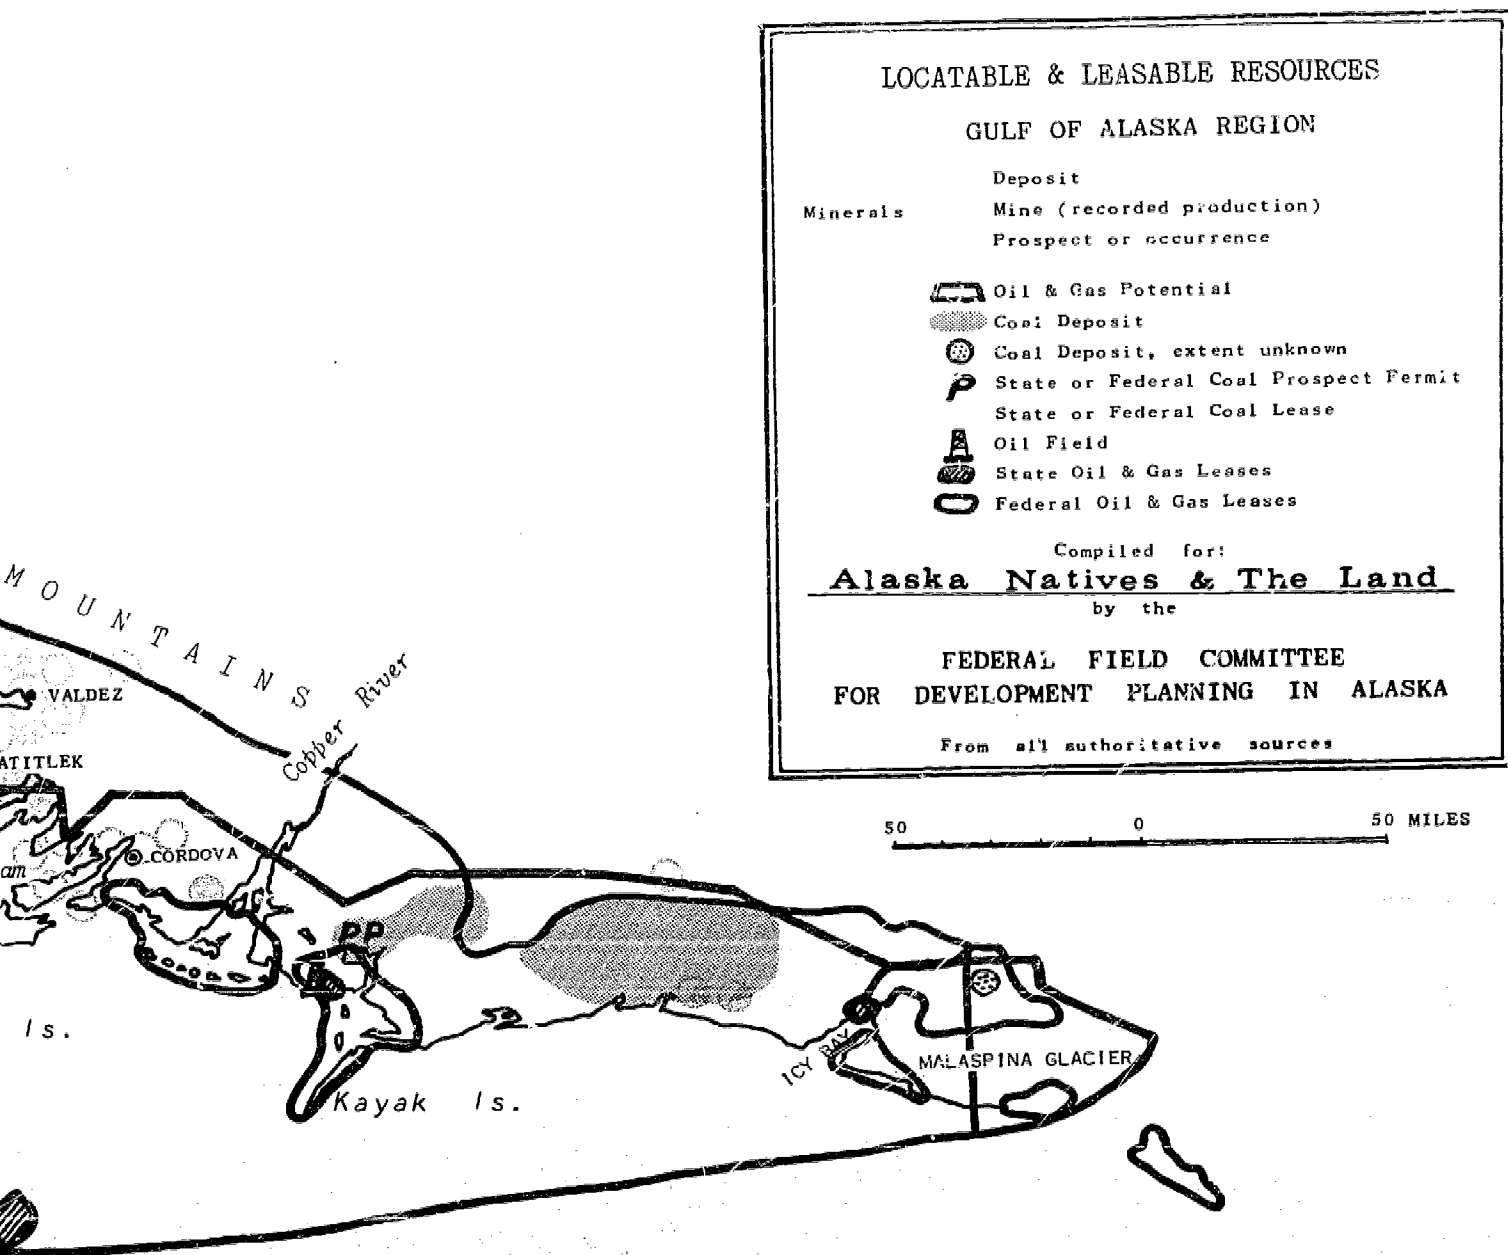 LOCATABLE & LEASABLE RESOURCES
GULF OF ALASKA REGION
Deposit
Minerals Mine (recorded production)
Prospect or occurrence
Oil & Gas Potential
Coal Deposit
Coal Deposit, extent unknown
P State or Federal Coal Prospect Permit
State or Federal Coal Lease
Oil Field
State Oil & Gas Leases
Federal Oil & Gas Leases
Compiled for:
Alaska Natives & The Land
by the
FEDERAL FIELD COMMITTEE
FOR DEVELOPMENT PLANNING IN ALASKA
From all authoritative sources
50 0 50 MILES
MOUNTAINS
Copper River
VALDEZ
ATITLEK
CORDOVA
am
PP
Is.
Kayak Is.
ICY BAY
MALASPINA GLACIER